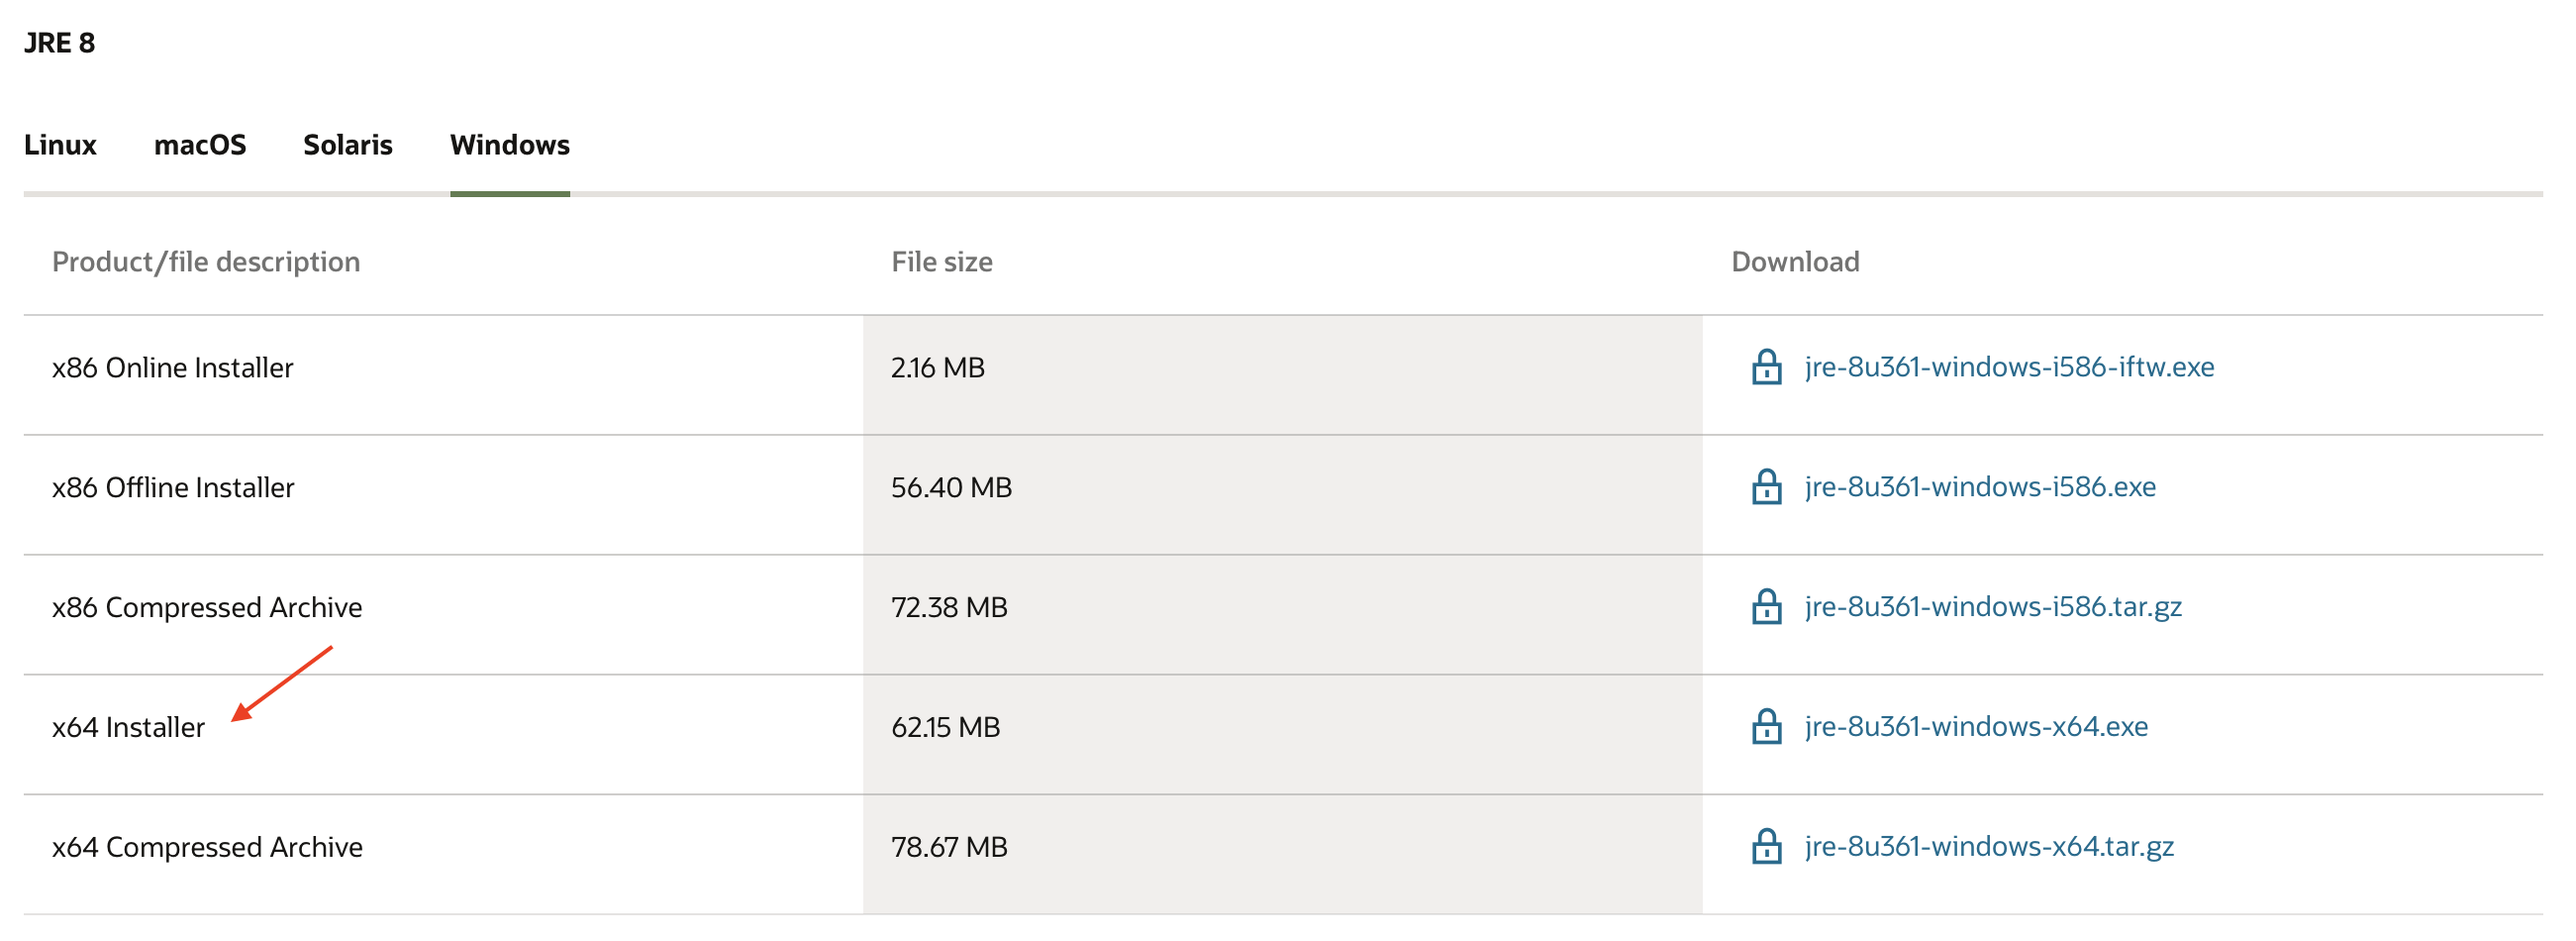 JRE 8
Linux macOS Solaris Windows
Product/file description File size Download
x86 Online Installer 2.16 MB jre-8u361-windows-i586-iftw.exe
x86 Offline Installer 56.40 MB jre-8u361-windows-i586.exe
x86 Compressed Archive 72.38 MB jre-8u361-windows-i586.tar.gz
x64 Installer 62.15 MB jre-8u361-windows-x64.exe
x64 Compressed Archive 78.67 MB jre-8u361-windows-x64.tar.gz